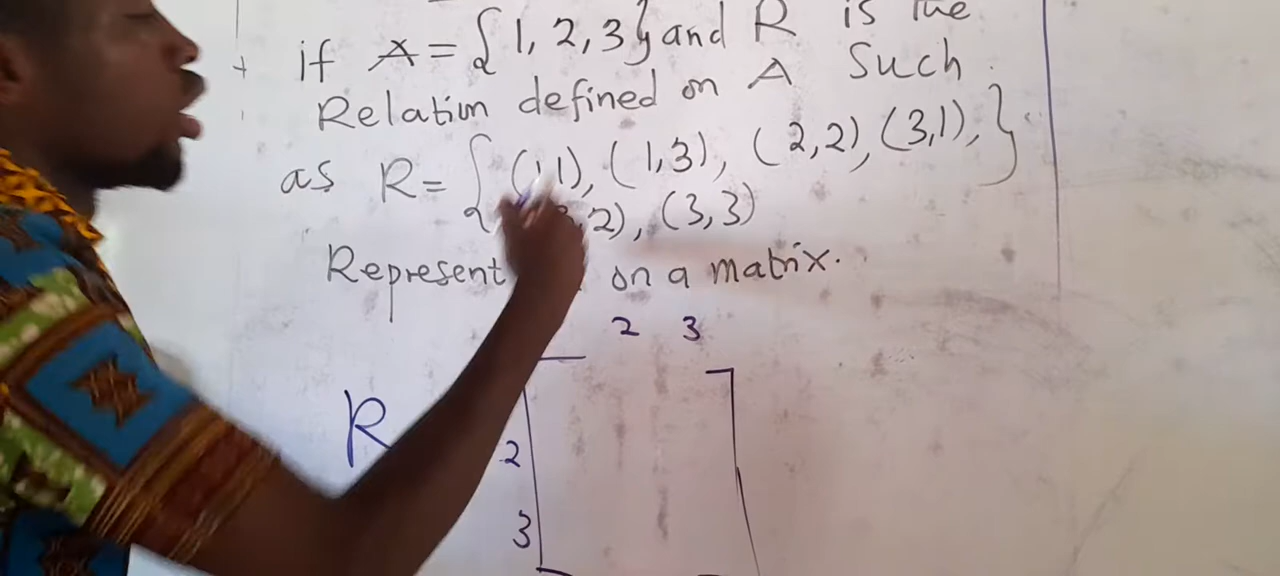 if A = { 1, 2, 3 } and R is the
Relation defined on A Such
as R = { (1,1), (1,3), (2,2), (3,1), }
,2), (3,3)
Represent on a matrix.
2 3
R
2
3